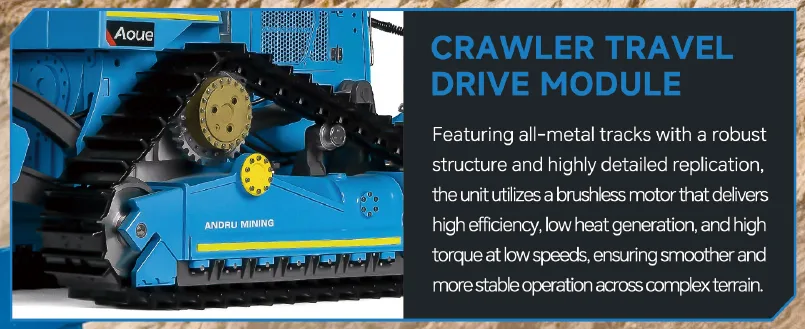 Aoue
ANDRU MINING
CRAWLER TRAVEL
DRIVE MODULE
Featuring all-metal tracks with a robust
structure and highly detailed replication,
the unit utilizes a brushless motor that delivers
high efficiency, low heat generation, and high
torque at low speeds, ensuring smoother and
more stable operation across complex terrain.